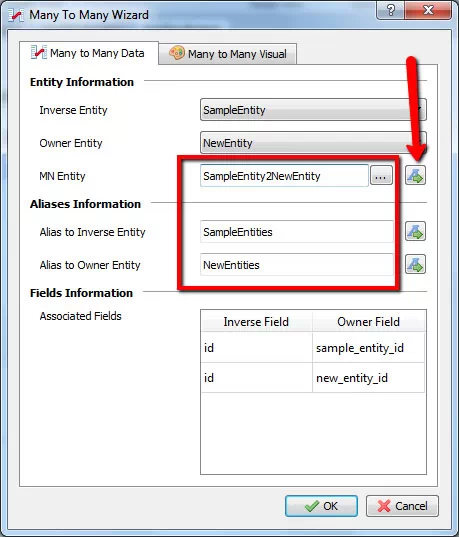 Many To Many Wizard
Many to Many Data Many to Many Visual
Entity Information
Inverse Entity SampleEntity
Owner Entity NewEntity
MN Entity SampleEntity2NewEntity ...
Aliases Information
Alias to Inverse Entity SampleEntities
Alias to Owner Entity NewEntities
Fields Information
Associated Fields Inverse Field Owner Field
id sample_entity_id
id new_entity_id
OK Cancel